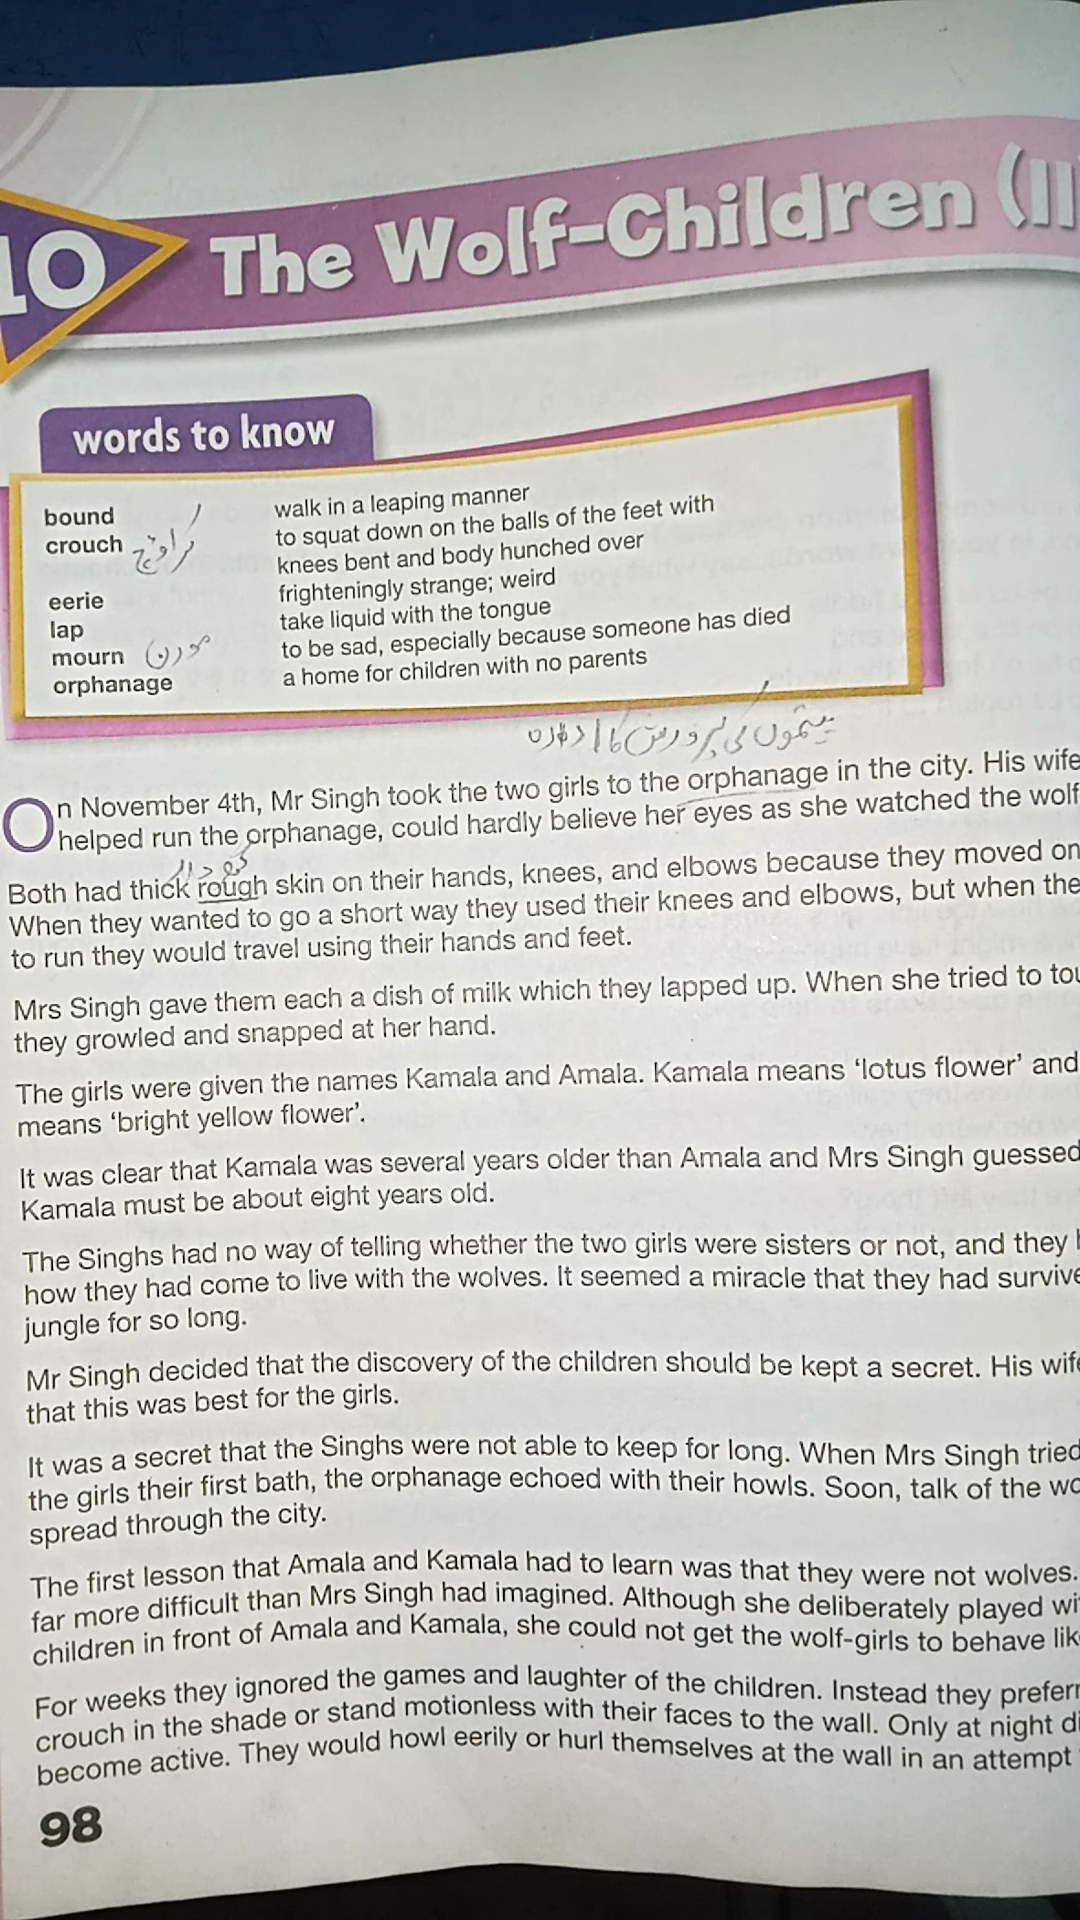 10
The Wolf-Children (II
words to know
bound walk in a leaping manner
crouch کراوچ to squat down on the balls of the feet with
knees bent and body hunched over
eerie frighteningly strange; weird
lap take liquid with the tongue
mourn مورن to be sad, especially because someone has died
orphanage a home for children with no parents
یتیموں کی پرورش کا ادارہ
On November 4th, Mr Singh took the two girls to the orphanage in the city. His wife
helped run the orphanage, could hardly believe her eyes as she watched the wolf
Both had thick rough skin on their hands, knees, and elbows because they moved on
When they wanted to go a short way they used their knees and elbows, but when the
to run they would travel using their hands and feet.
Mrs Singh gave them each a dish of milk which they lapped up. When she tried to tou
they growled and snapped at her hand.
The girls were given the names Kamala and Amala. Kamala means ‘lotus flower’ and
means ‘bright yellow flower’.
It was clear that Kamala was several years older than Amala and Mrs Singh guessed
Kamala must be about eight years old.
The Singhs had no way of telling whether the two girls were sisters or not, and they
how they had come to live with the wolves. It seemed a miracle that they had survive
jungle for so long.
Mr Singh decided that the discovery of the children should be kept a secret. His wife
that this was best for the girls.
It was a secret that the Singhs were not able to keep for long. When Mrs Singh tried
the girls their first bath, the orphanage echoed with their howls. Soon, talk of the wo
spread through the city.
The first lesson that Amala and Kamala had to learn was that they were not wolves.
far more difficult than Mrs Singh had imagined. Although she deliberately played wi
children in front of Amala and Kamala, she could not get the wolf-girls to behave lik
For weeks they ignored the games and laughter of the children. Instead they preferr
crouch in the shade or stand motionless with their faces to the wall. Only at night di
become active. They would howl eerily or hurl themselves at the wall in an attempt
98